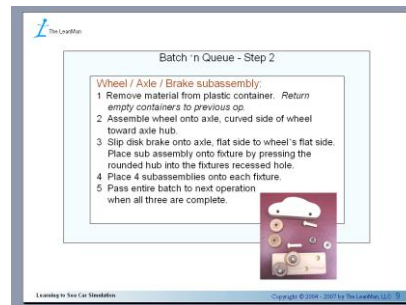 The LeanMan
Batch 'n Queue - Step 2
Wheel / Axle / Brake subassembly:
1 Remove material from plastic container. Return
empty containers to previous op.
2 Assemble wheel onto axle, curved side of wheel
toward axle hub.
3 Slip disk brake onto axle, flat side to wheel's flat side.
Place sub assembly onto fixture by pressing the
rounded hub into the fixtures recessed hole.
4 Place 4 subassemblies onto each fixture.
5 Pass entire batch to next operation
when all three are complete.
Learning to See Car Simulation
Copyright © 2004 - 2007 by The LeanMan, LLC 9